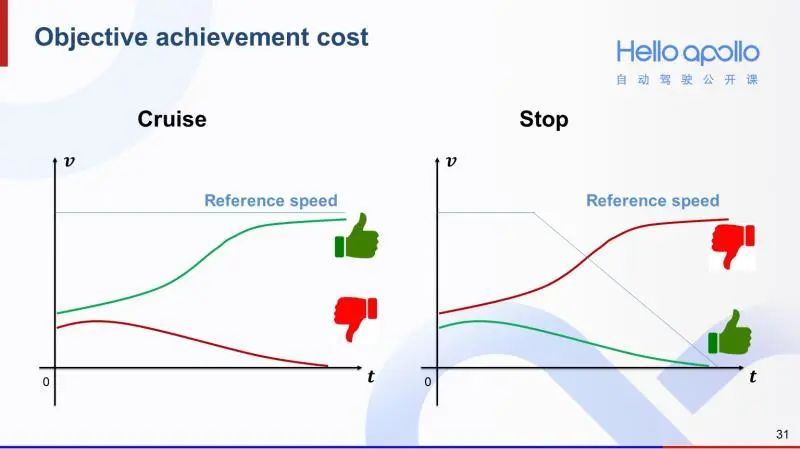 Objective achievement cost
Hello apollo
自动驾驶公开课
Cruise
Stop
v
Reference speed
0
t
v
Reference speed
0
t
31